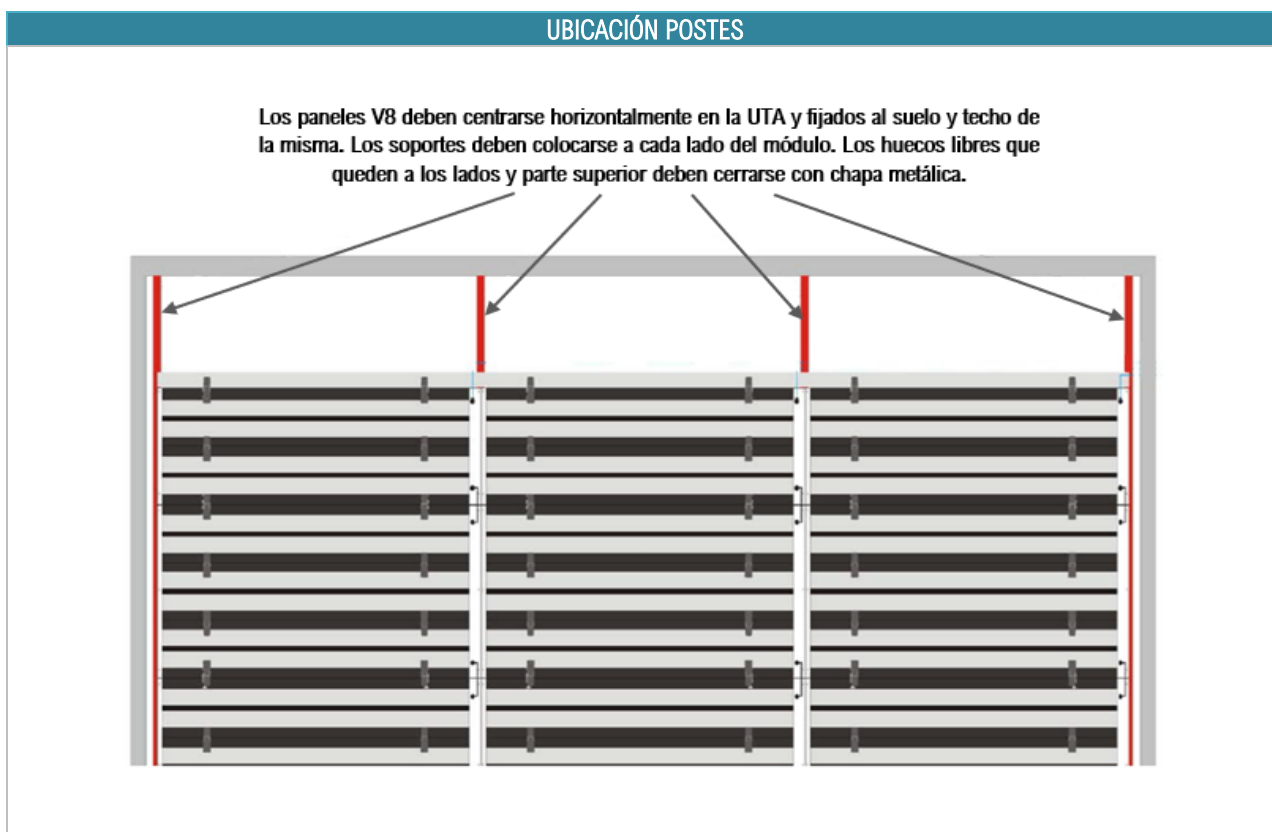 UBICACIÓN POSTES
Los paneles V8 deben centrarse horizontalmente en la UTA y fijados al suelo y techo de
la misma. Los soportes deben colocarse a cada lado del módulo. Los huecos libres que
queden a los lados y parte superior deben cerrarse con chapa metálica.